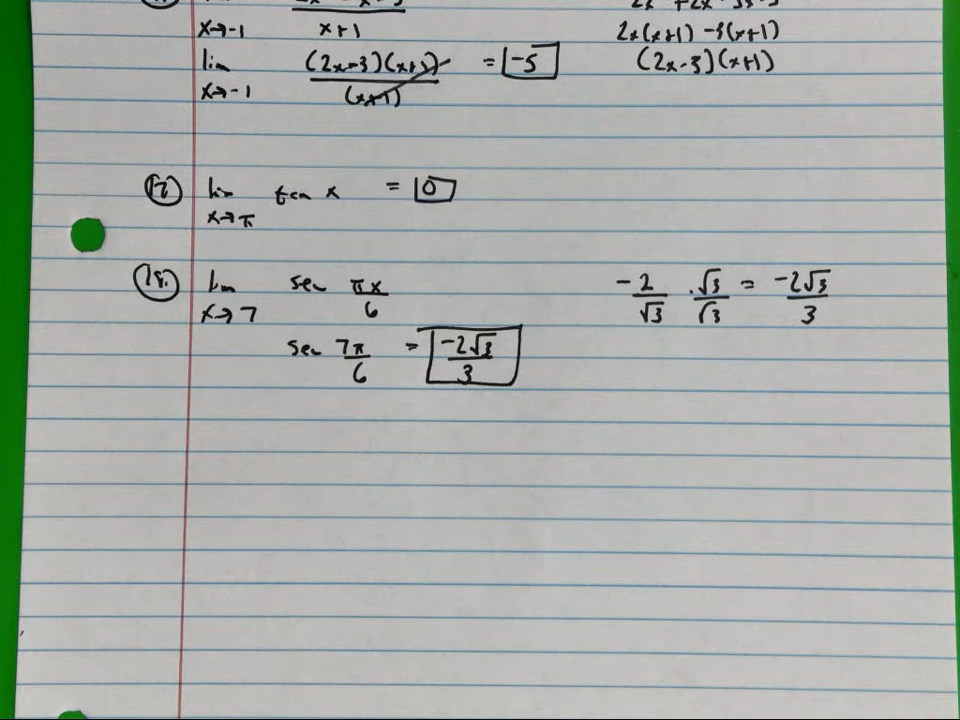 x→-1 x+1 2x(x+1) -3(x+1)
lim (2x-3)(x+1) = -5 (2x-3)(x+1)
x→-1 (x+1)
17. lim tan x = 0
x→π
18. lim sec πx/6 -2/√3 · √3/√3 = -2√3/3
x→7
sec 7π/6 = -2√3/3